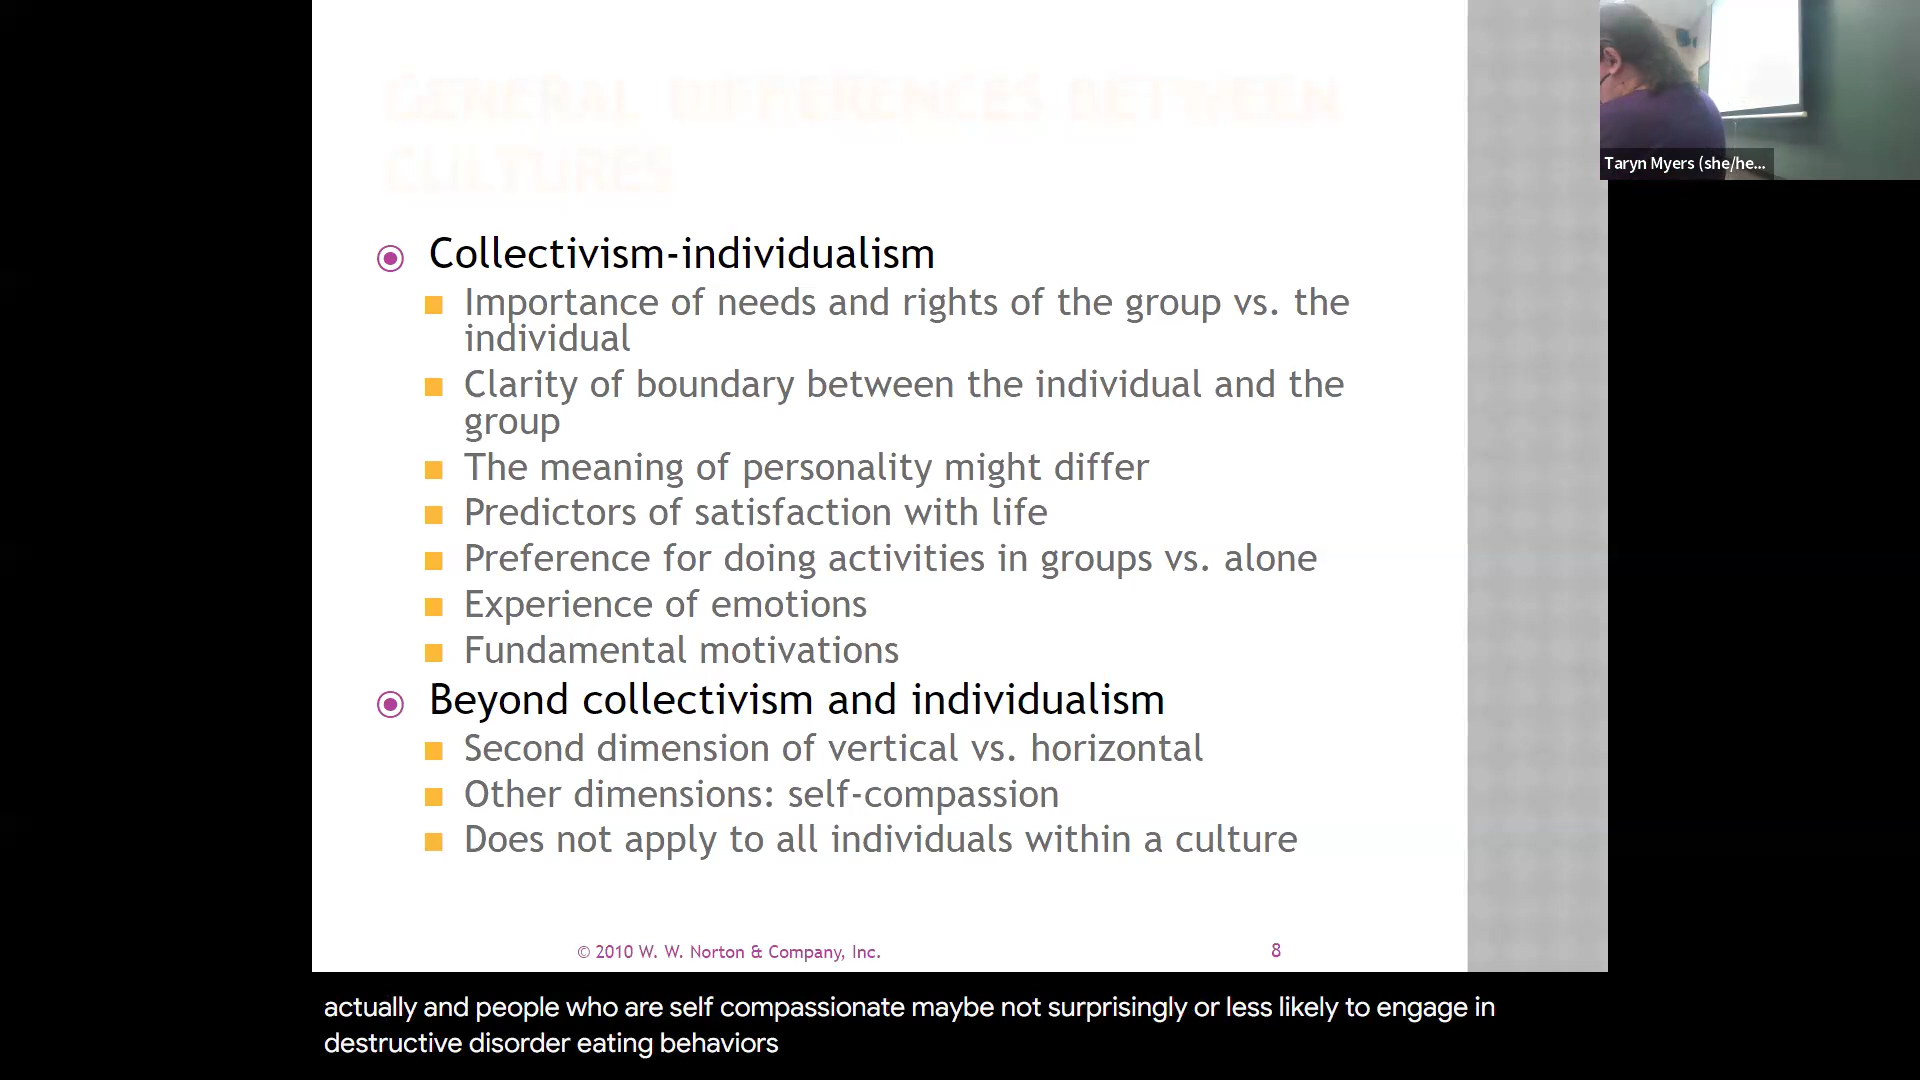 GENERAL DIFFERENCES BETWEEN
CULTURES
Collectivism-individualism
Importance of needs and rights of the group vs. the
individual
Clarity of boundary between the individual and the
group
The meaning of personality might differ
Predictors of satisfaction with life
Preference for doing activities in groups vs. alone
Experience of emotions
Fundamental motivations
Beyond collectivism and individualism
Second dimension of vertical vs. horizontal
Other dimensions: self-compassion
Does not apply to all individuals within a culture
© 2010 W. W. Norton & Company, Inc.
8
Taryn Myers (she/he...
actually and people who are self compassionate maybe not surprisingly or less likely to engage in
destructive disorder eating behaviors